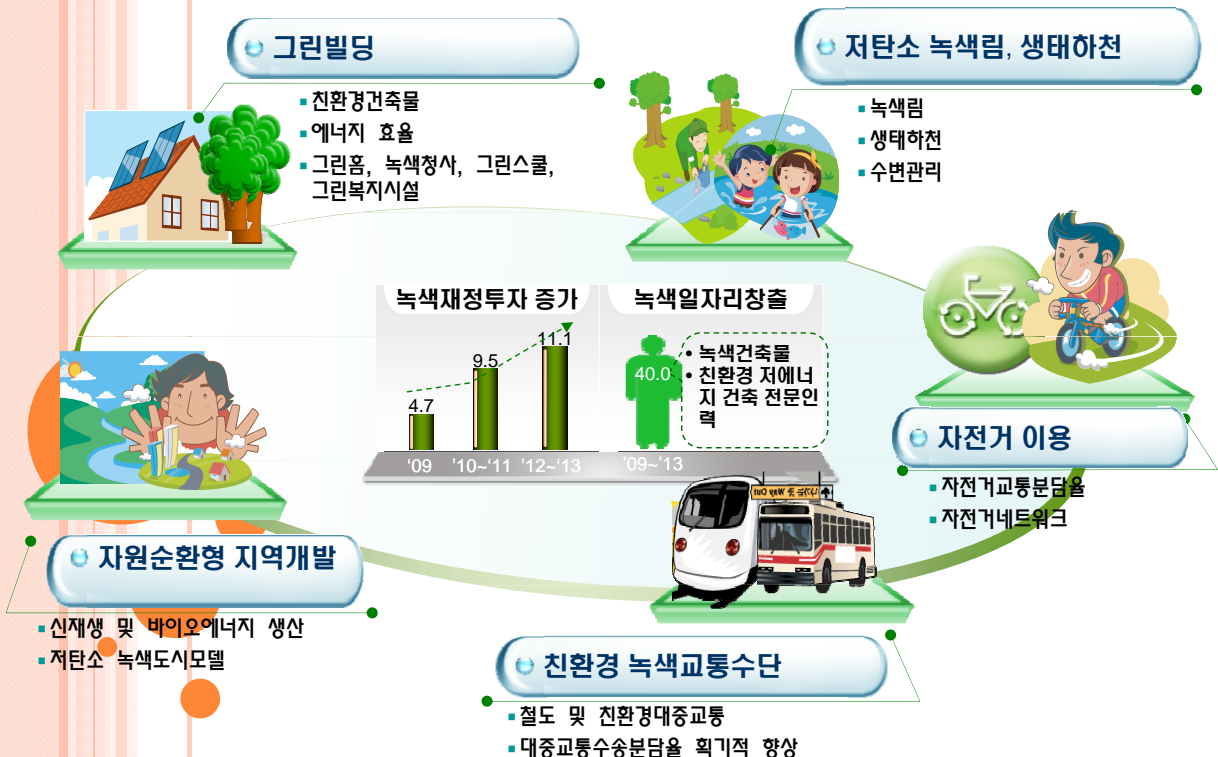 그린빌딩
친환경건축물
에너지 효율
그린홈, 녹색청사, 그린스쿨,
그린복지시설
저탄소 녹색림, 생태하천
녹색림
생태하천
수변관리
녹색재정투자 증가
4.7
9.5
11.1
‘09 ’10~‘11 ’12~‘13
녹색일자리창출
40.0
• 녹색건축물
• 친환경 저에너
지 건축 전문인
력
‘09~’13
자전거 이용
자전거교통분담율
자전거네트워크
자원순환형 지역개발
신재생 및 바이오에너지 생산
저탄소 녹색도시모델
친환경 녹색교통수단
철도 및 친환경대중교통
대중교통수송분담율 획기적 향상